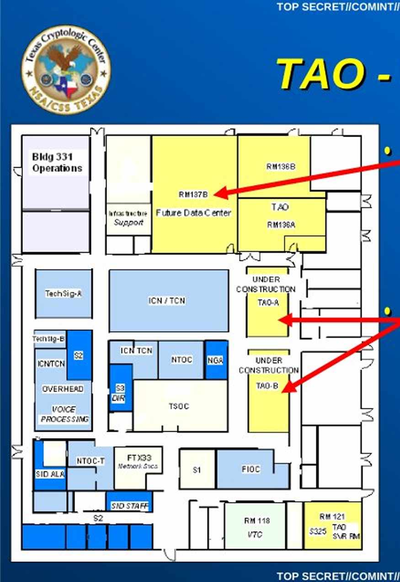 TOP SECRET//COMINT//
Texas Cryptologic Center
NSA/CSS TEXAS
TAO -
Bldg 331
Operations
Infrastructure
Support
RM137B
Future Data Center
RM136B
TAO
RM136A
TechSig-A
ICN / TCN
UNDER
CONSTRUCTION
TAO-A
TechSig-B
S2
ICN/TCN
OVERHEAD
VOICE
PROCESSING
ICN TCN
NTOC
NGA
S3
DIR
TSOC
UNDER
CONSTRUCTION
TAO-B
SID ALA
NTOC-T
FTX33
Network Svcs
S1
FIOC
SID STAFF
S2
RM 118
VTC
RM 121
S325 TAO
SVR RM
TOP SECRET//COMINT//